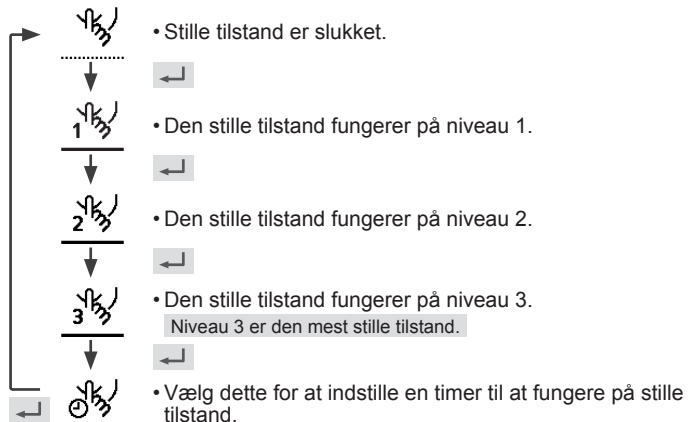 • Stille tilstand er slukket.
1
• Den stille tilstand fungerer på niveau 1.
2
• Den stille tilstand fungerer på niveau 2.
3
• Den stille tilstand fungerer på niveau 3.
Niveau 3 er den mest stille tilstand.
• Vælg dette for at indstille en timer til at fungere på stille
tilstand.